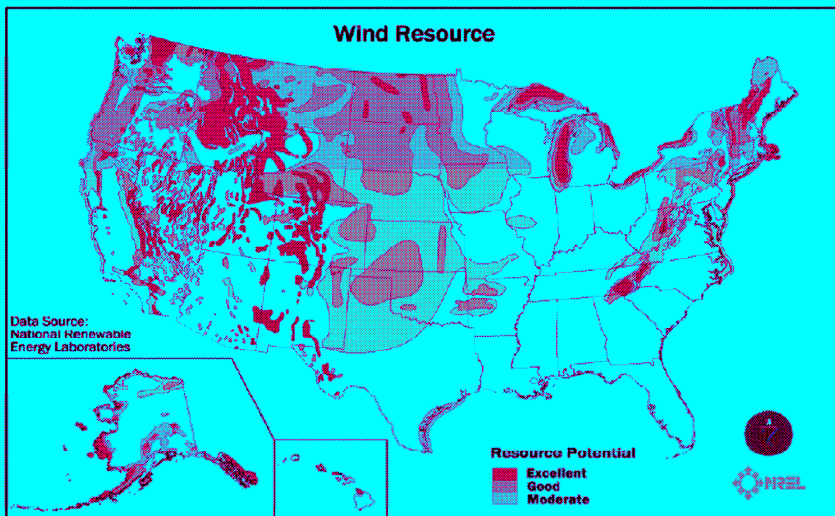 Wind Resource
Data Source:
National Renewable
Energy Laboratories
Resource Potential
Excellent
Good
Moderate
NREL